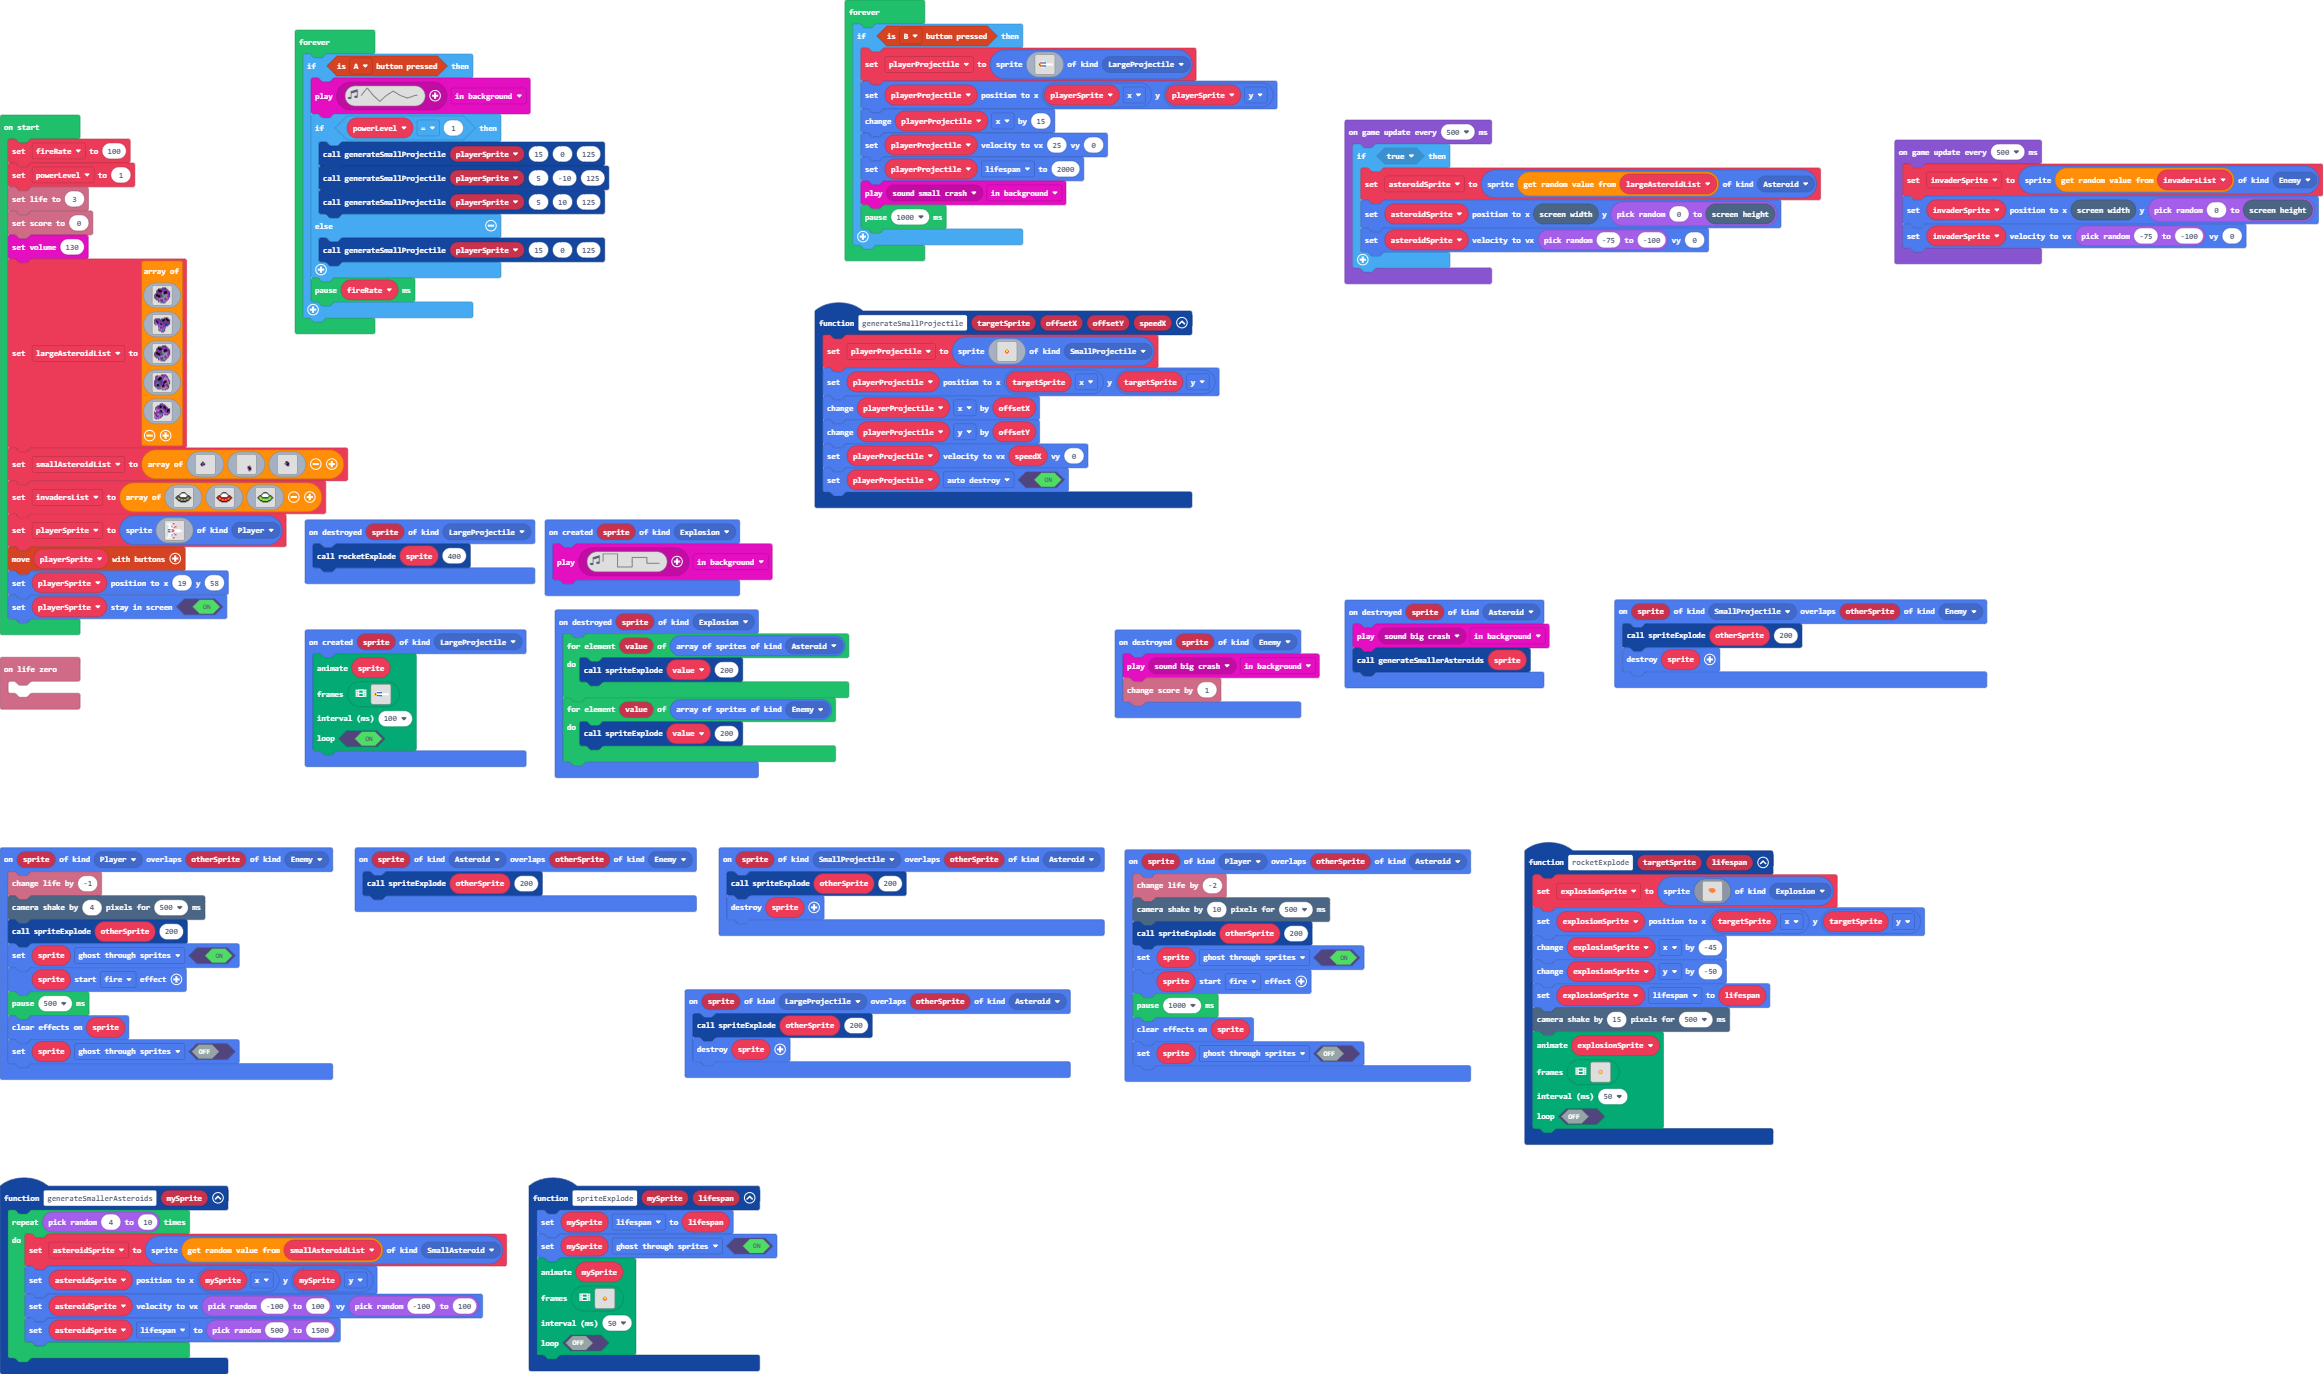 on start
set fireRate to 100
set powerLevel to 1
set life to 3
set score to 0
set volume 130
set largeAsteroidList to array of
set smallAsteroidList to array of
set invadersList to array of
set playerSprite to sprite of kind Player
move playerSprite with buttons
set playerSprite position to x 19 y 58
set playerSprite stay in screen ON
on life zero
forever
if is A button pressed then
play in background
if powerLevel = 1 then
call generateSmallProjectile playerSprite 15 0 125
call generateSmallProjectile playerSprite 5 -10 125
call generateSmallProjectile playerSprite 5 10 125
else
call generateSmallProjectile playerSprite 15 0 125
pause fireRate ms
forever
if is B button pressed then
set playerProjectile to sprite of kind LargeProjectile
set playerProjectile position to x playerSprite x y playerSprite y
change playerProjectile x by 15
set playerProjectile velocity to vx 25 vy 0
set playerProjectile lifespan to 2000
play sound small crash in background
pause 1000 ms
function generateSmallProjectile targetSprite offsetX offsetY speedX
set playerProjectile to sprite of kind SmallProjectile
set playerProjectile position to x targetSprite x y targetSprite y
change playerProjectile x by offsetX
change playerProjectile y by offsetY
set playerProjectile velocity to vx speedX vy 0
set playerProjectile auto destroy ON
on game update every 500 ms
if true then
set asteroidSprite to sprite get random value from largeAsteroidList of kind Asteroid
set asteroidSprite position to x screen width y pick random 0 to screen height
set asteroidSprite velocity to vx pick random -75 to -100 vy 0
on game update every 500 ms
set invaderSprite to sprite get random value from invadersList of kind Enemy
set invaderSprite position to x screen width y pick random 0 to screen height
set invaderSprite velocity to vx pick random -75 to -100 vy 0
on destroyed sprite of kind LargeProjectile
call rocketExplode sprite 400
on created sprite of kind Explosion
play in background
on created sprite of kind LargeProjectile
animate sprite
frames
interval (ms) 100
loop ON
on destroyed sprite of kind Explosion
for element value of array of sprites of kind Asteroid
do
call spriteExplode value 200
for element value of array of sprites of kind Enemy
do
call spriteExplode value 200
on destroyed sprite of kind Enemy
play sound big crash in background
change score by 1
on destroyed sprite of kind Asteroid
play sound big crash in background
call generateSmallerAsteroids sprite
on sprite of kind SmallProjectile overlaps otherSprite of kind Enemy
call spriteExplode otherSprite 200
destroy sprite
on sprite of kind Player overlaps otherSprite of kind Enemy
change life by -1
camera shake by 4 pixels for 500 ms
call spriteExplode otherSprite 200
set sprite ghost through sprites ON
sprite start fire effect
pause 500 ms
clear effects on sprite
set sprite ghost through sprites OFF
on sprite of kind Asteroid overlaps otherSprite of kind Enemy
call spriteExplode otherSprite 200
on sprite of kind SmallProjectile overlaps otherSprite of kind Asteroid
call spriteExplode otherSprite 200
destroy sprite
on sprite of kind LargeProjectile overlaps otherSprite of kind Asteroid
call spriteExplode otherSprite 200
destroy sprite
on sprite of kind Player overlaps otherSprite of kind Asteroid
change life by -2
camera shake by 10 pixels for 500 ms
call spriteExplode otherSprite 200
set sprite ghost through sprites ON
sprite start fire effect
pause 1000 ms
clear effects on sprite
set sprite ghost through sprites OFF
function rocketExplode targetSprite lifespan
set explosionSprite to sprite of kind Explosion
set explosionSprite position to x targetSprite x y targetSprite y
change explosionSprite x by -45
change explosionSprite y by -50
set explosionSprite lifespan to lifespan
camera shake by 15 pixels for 500 ms
animate explosionSprite
frames
interval (ms) 50
loop OFF
function generateSmallerAsteroids mySprite
repeat pick random 4 to 10 times
do
set asteroidSprite to sprite get random value from smallAsteroidList of kind SmallAsteroid
set asteroidSprite position to x mySprite x y mySprite y
set asteroidSprite velocity to vx pick random -100 to 100 vy pick random -100 to 100
set asteroidSprite lifespan to pick random 500 to 1500
function spriteExplode mySprite lifespan
set mySprite lifespan to lifespan
set mySprite ghost through sprites ON
animate mySprite
frames
interval (ms) 50
loop OFF